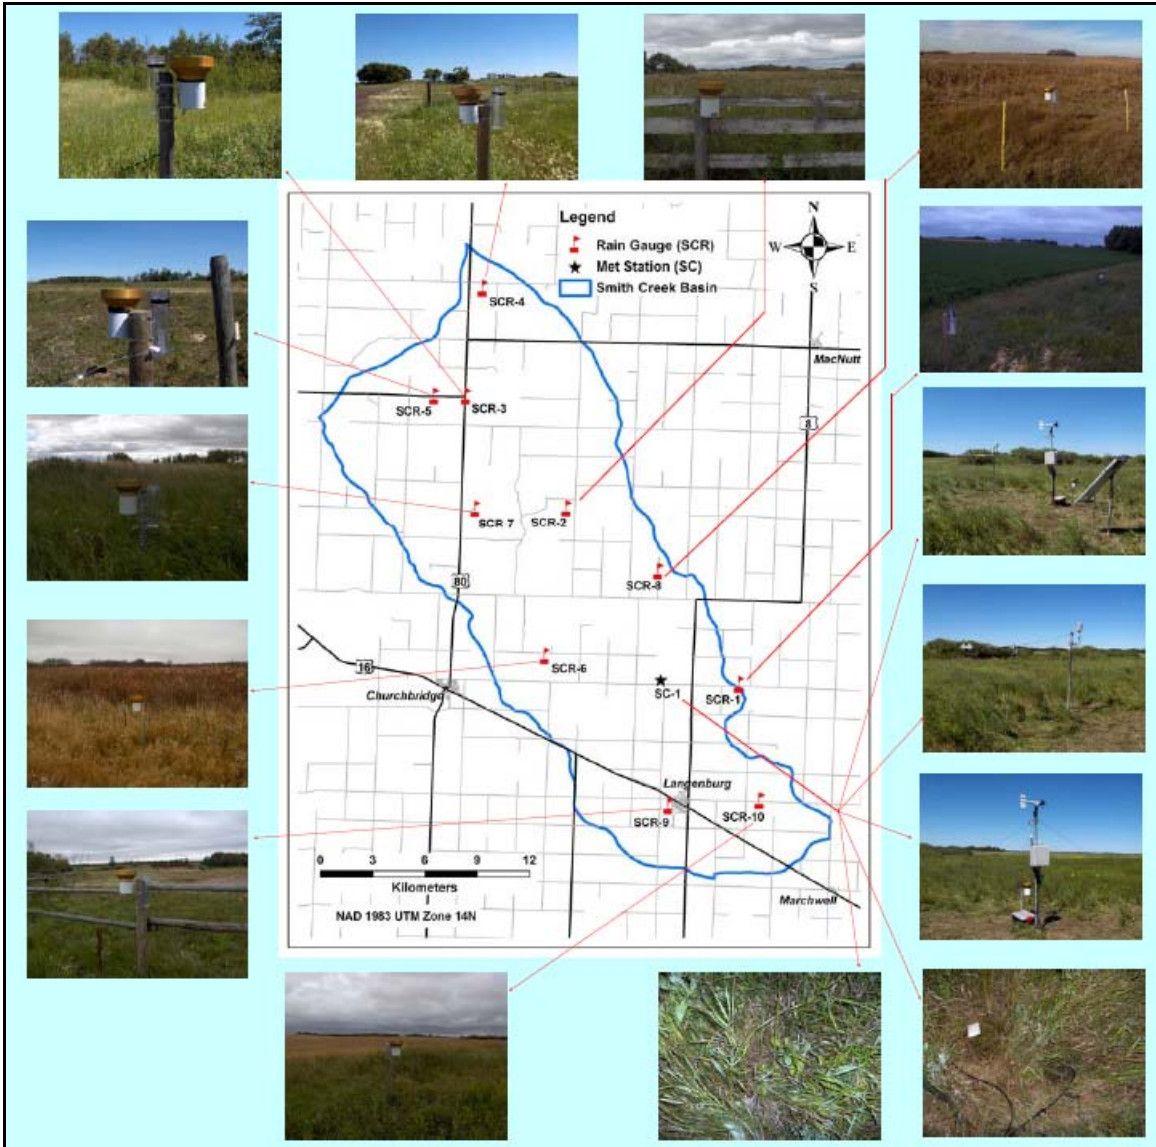 Legend
Rain Gauge (SCR)
Met Station (SC)
Smith Creek Basin
N
W E
S
SCR-4
MacNutt
SCR-5
SCR-3
8
SCR-7
SCR-2
SCR-8
80
SCR-6
16
SC-1
SCR-1
Churchbridge
Langenburg
SCR-9
SCR-10
0 3 6 9 12
Kilometers
Marchwell
NAD 1983 UTM Zone 14N